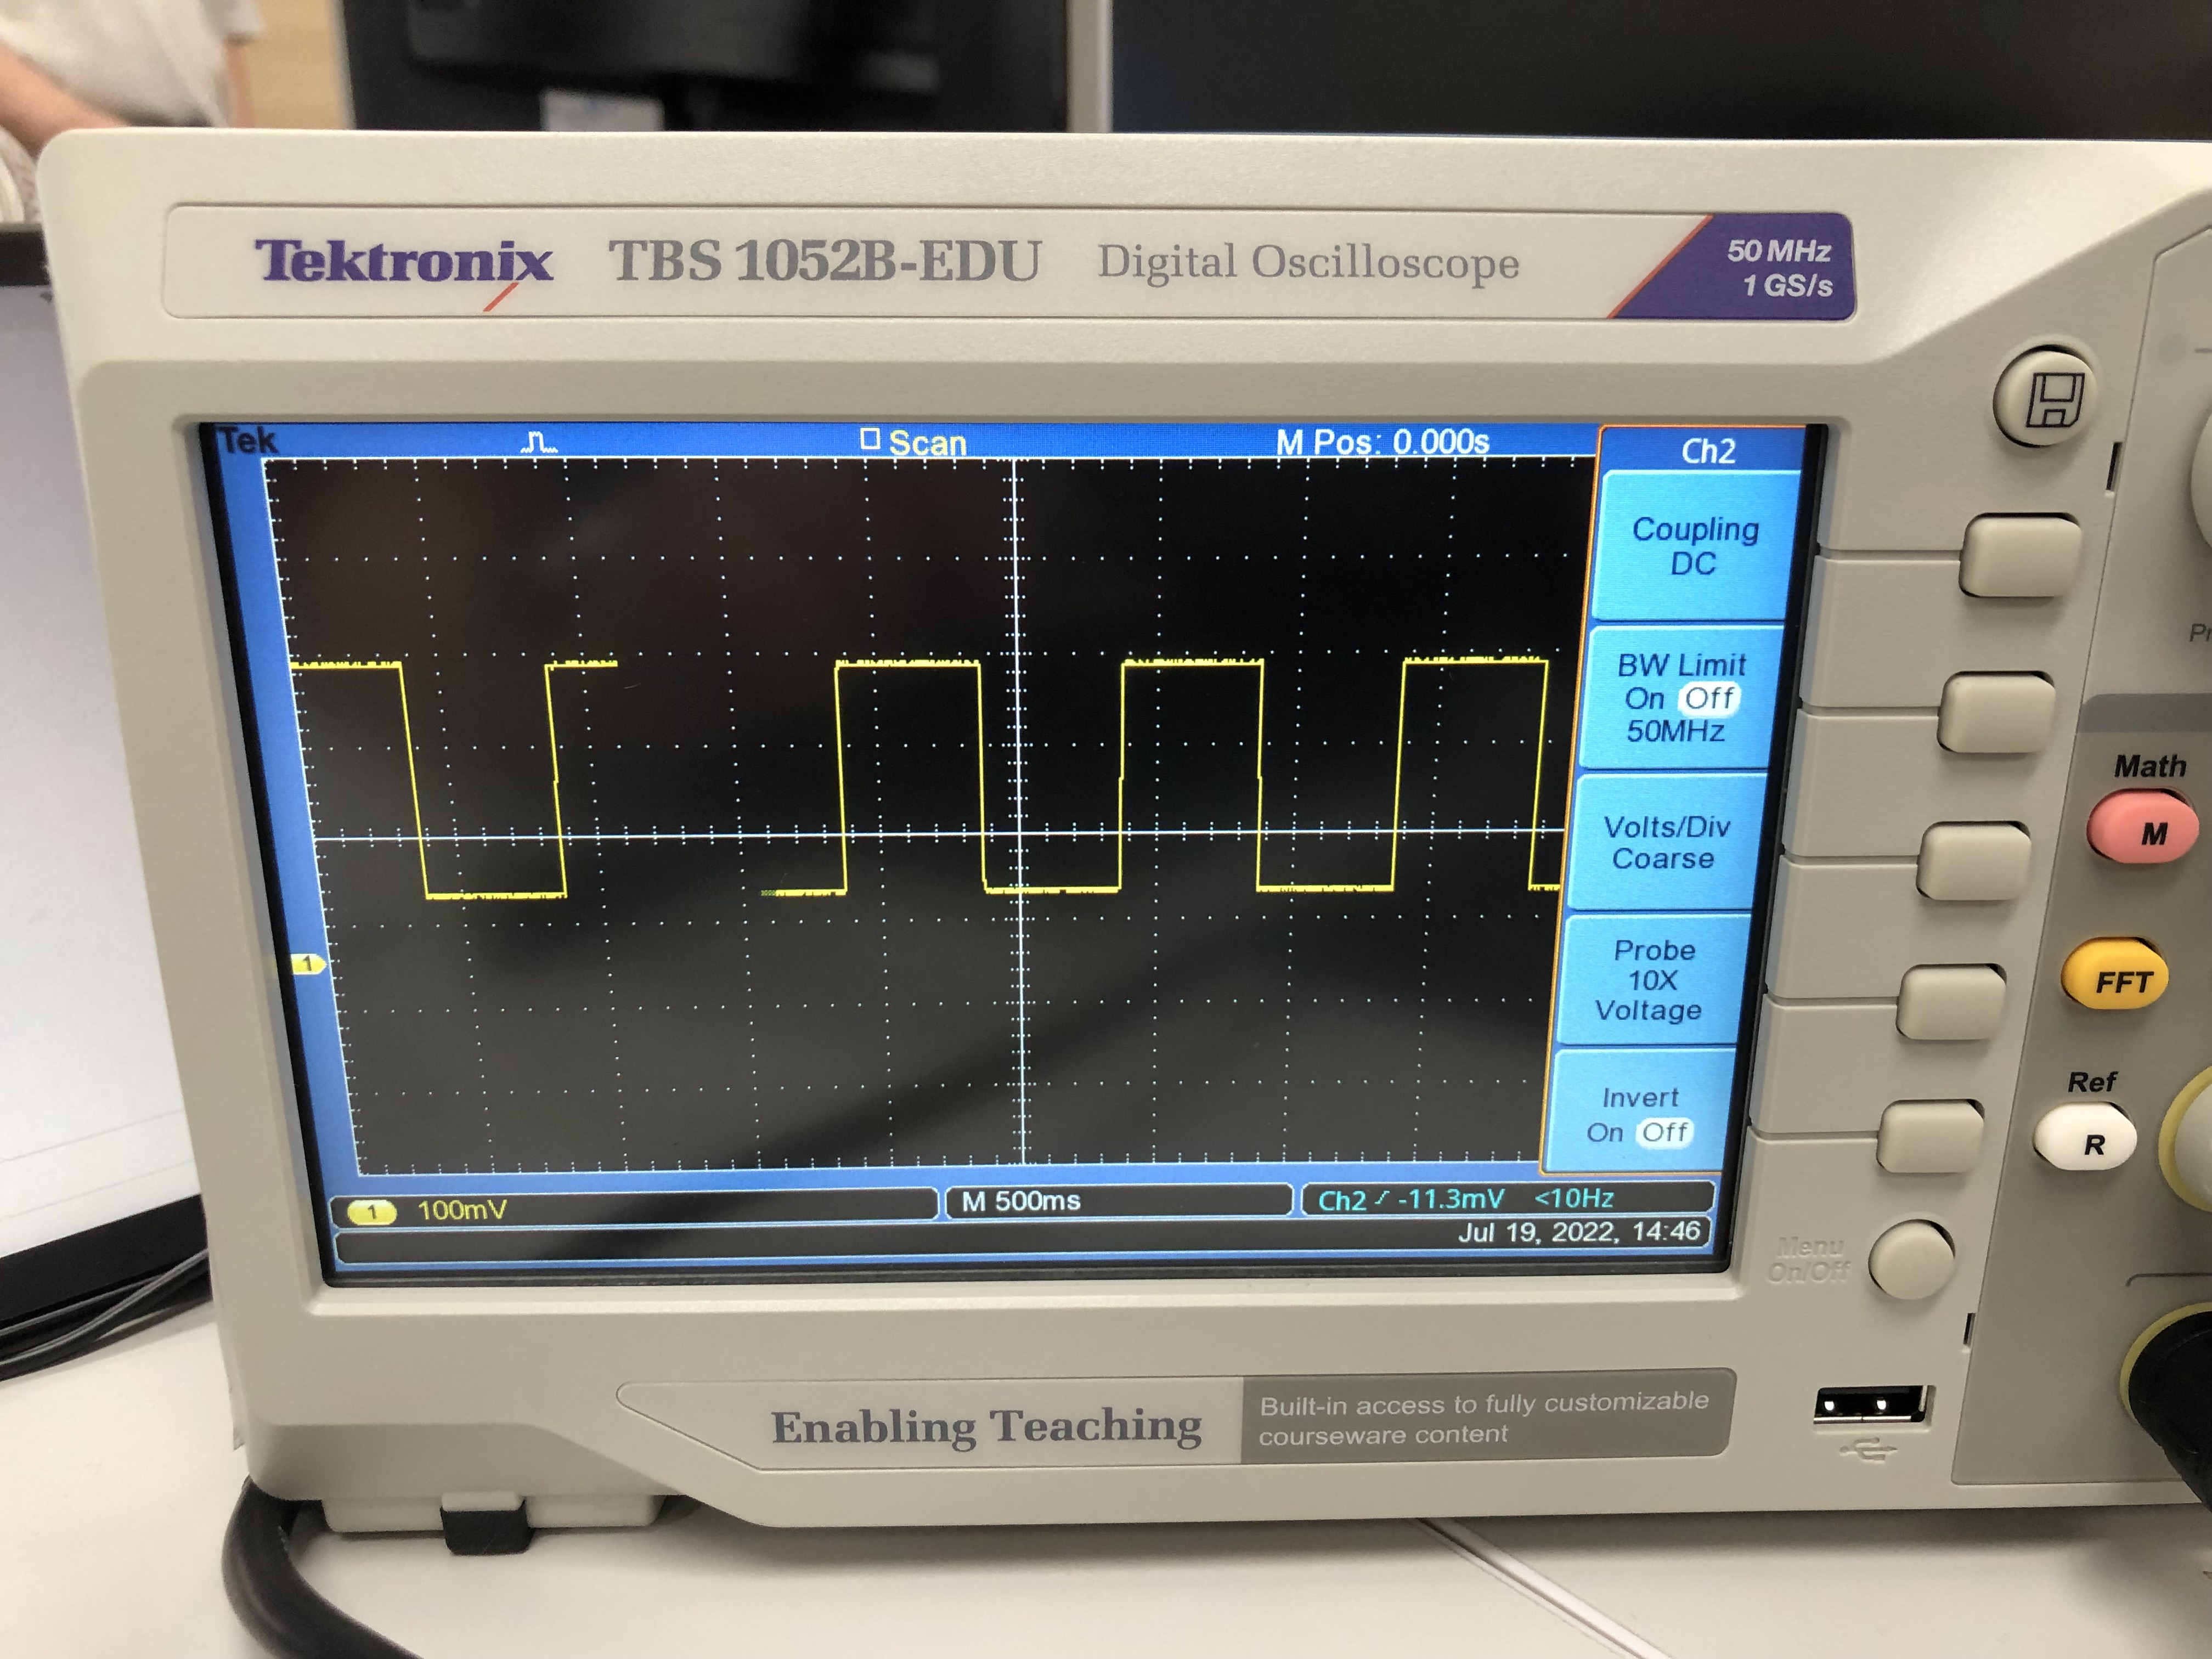 Tektronix TBS 1052B-EDU Digital Oscilloscope
50 MHz
1 GS/s
Tek
Scan
M Pos: 0.000s
Ch2
Coupling
DC
BW Limit
On Off
50MHz
Volts/Div
Coarse
Probe
10X
Voltage
Invert
On Off
1
1 100mV
M 500ms
Ch2 -11.3mV <10Hz
Jul 19, 2022, 14:46
Math
M
FFT
Ref
R
Menu
On/Off
Enabling Teaching
Built-in access to fully customizable
courseware content